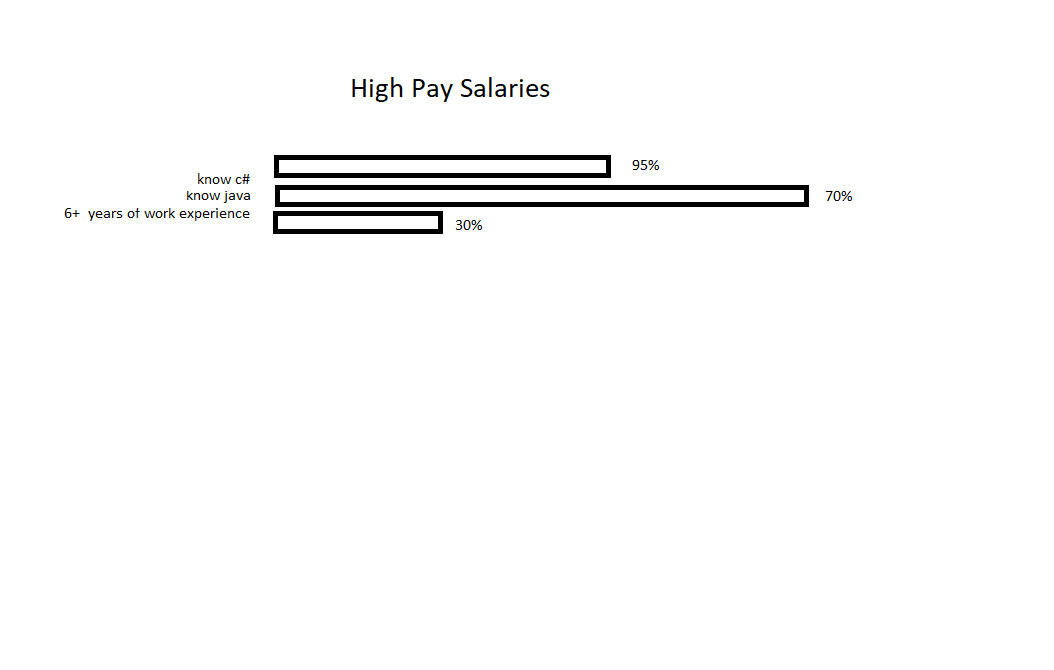 High Pay Salaries
know c# 95%
know java 70%
6+ years of work experience 30%